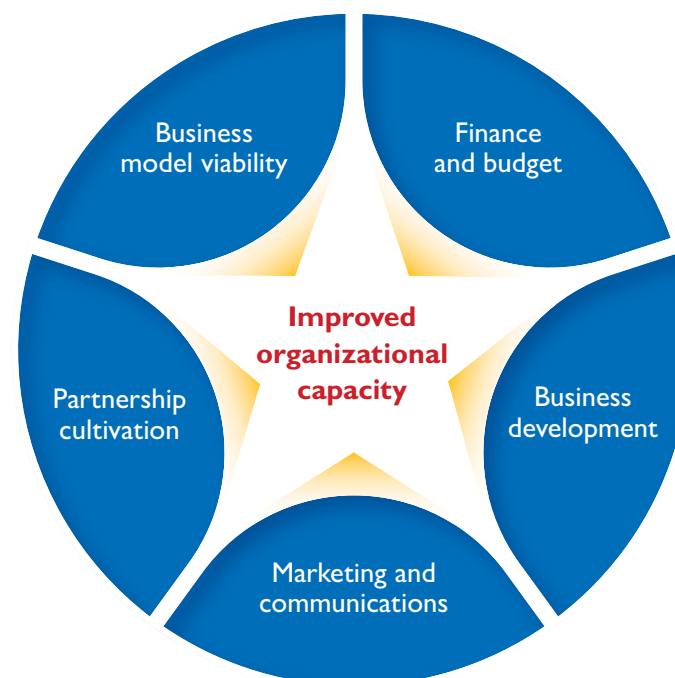 Business
model viability
Finance
and budget
Improved
organizational
capacity
Partnership
cultivation
Business
development
Marketing and
communications